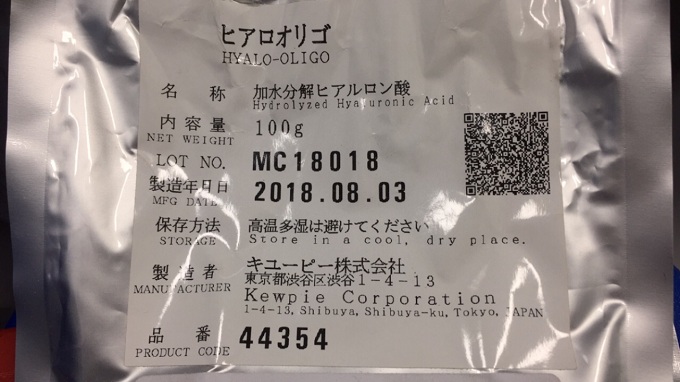 ヒアロオリゴ
HYALO-OLIGO
名 称 加水分解ヒアルロン酸
Hydrolyzed Hyaluronic Acid
内容量 100g
NET WEIGHT
LOT NO. MC18018
製造年日日 2018.08.03
MFG DATE
保存方法 高温多湿は避けてください
STORAGE Store in a cool, dry place.
製造者 キユーピー株式会社
東京都渋谷区渋谷1-4-13
MANUFACTURER Kewpie Corporation
1-4-13, Shibuya, Shibuya-ku, Tokyo, JAPAN
品 番 44354
PRODUCT CODE